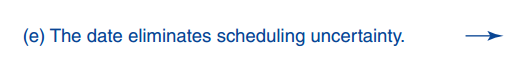 (e) The date eliminates scheduling uncertainty.